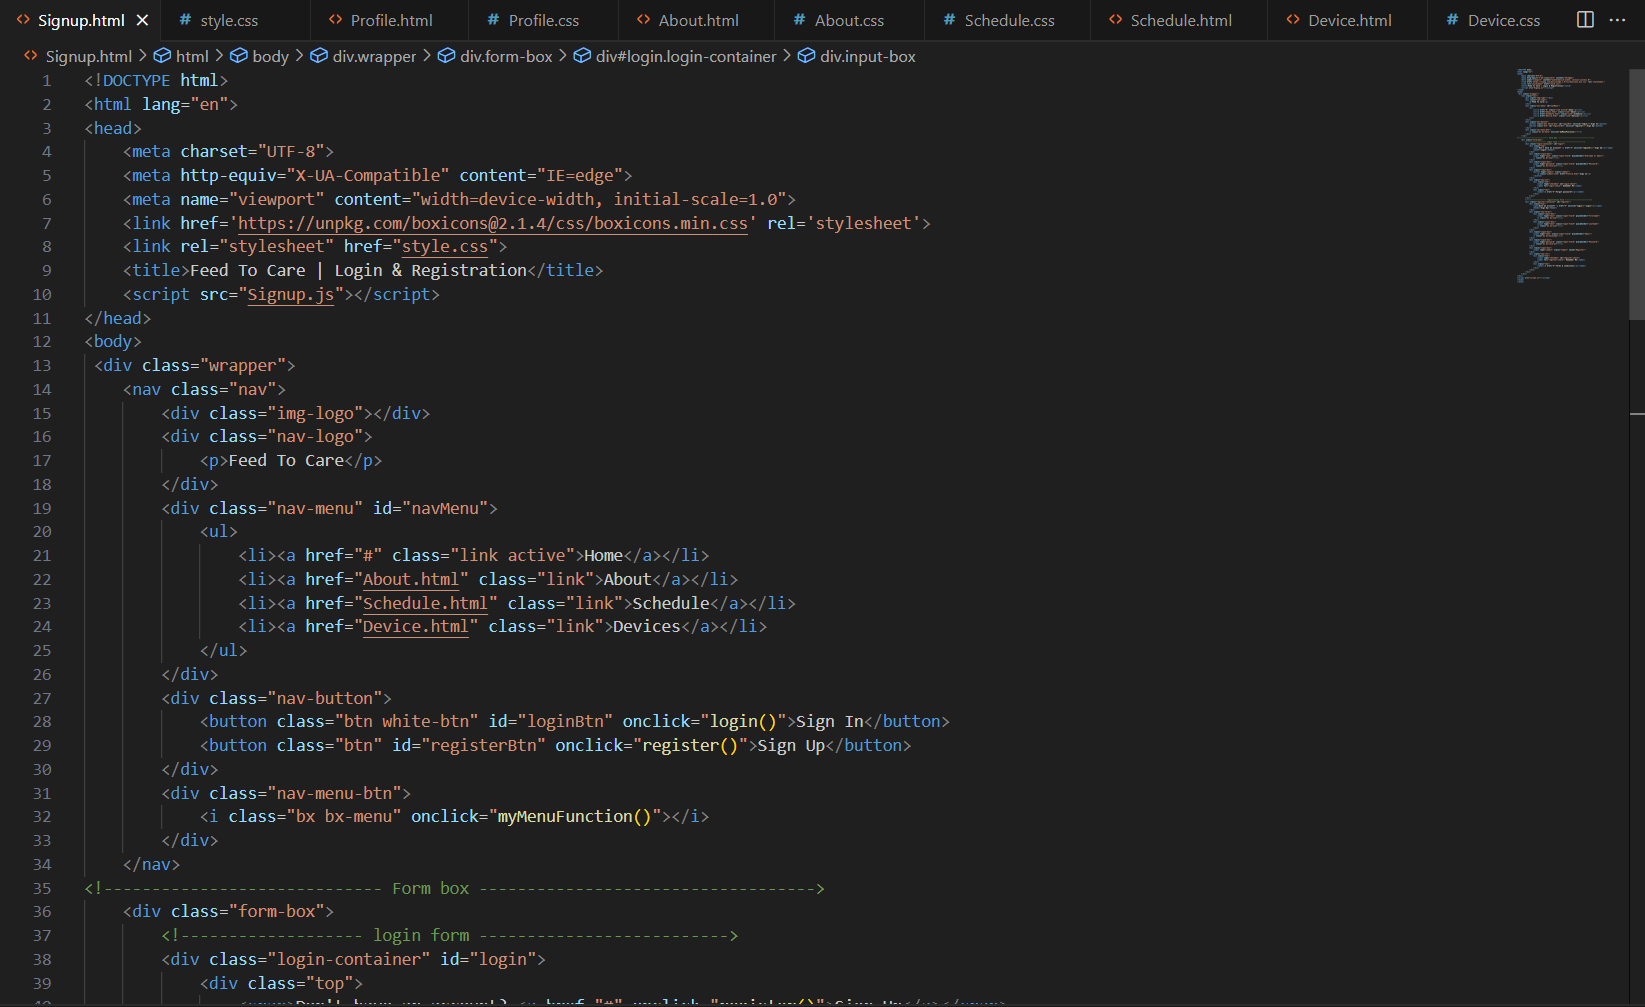 Signup.html style.css Profile.html Profile.css About.html About.css Schedule.css Schedule.html Device.html Device.css
Signup.html > html > body > div.wrapper > div.form-box > div#login.login-container > div.input-box
1 <!DOCTYPE html>
2 <html lang="en">
3 <head>
4 <meta charset="UTF-8">
5 <meta http-equiv="X-UA-Compatible" content="IE=edge">
6 <meta name="viewport" content="width=device-width, initial-scale=1.0">
7 <link href='https://unpkg.com/boxicons@2.1.4/css/boxicons.min.css' rel='stylesheet'>
8 <link rel="stylesheet" href="style.css">
9 <title>Feed To Care | Login & Registration</title>
10 <script src="Signup.js"></script>
11 </head>
12 <body>
13 <div class="wrapper">
14 <nav class="nav">
15 <div class="img-logo"></div>
16 <div class="nav-logo">
17 <p>Feed To Care</p>
18 </div>
19 <div class="nav-menu" id="navMenu">
20 <ul>
21 <li><a href="#" class="link active">Home</a></li>
22 <li><a href="About.html" class="link">About</a></li>
23 <li><a href="Schedule.html" class="link">Schedule</a></li>
24 <li><a href="Device.html" class="link">Devices</a></li>
25 </ul>
26 </div>
27 <div class="nav-button">
28 <button class="btn white-btn" id="loginBtn" onclick="login()">Sign In</button>
29 <button class="btn" id="registerBtn" onclick="register()">Sign Up</button>
30 </div>
31 <div class="nav-menu-btn">
32 <i class="bx bx-menu" onclick="myMenuFunction()"></i>
33 </div>
34 </nav>
35 <!----------------------------- Form box ----------------------------------->
36 <div class="form-box">
37 <!------------------- login form -------------------------->
38 <div class="login-container" id="login">
39 <div class="top">